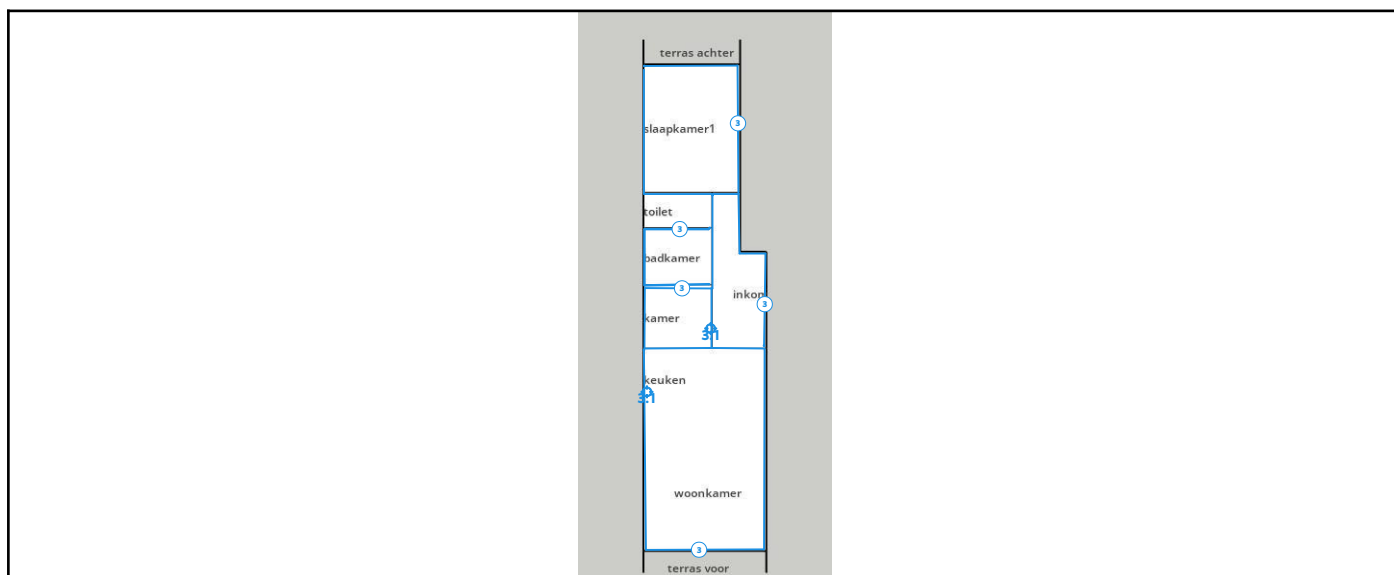 terras achter
slaapkamer1
3
toilet
3
badkamer
3
inkom
3
kamer
3.1
keuken
3.1
woonkamer
3
terras voor